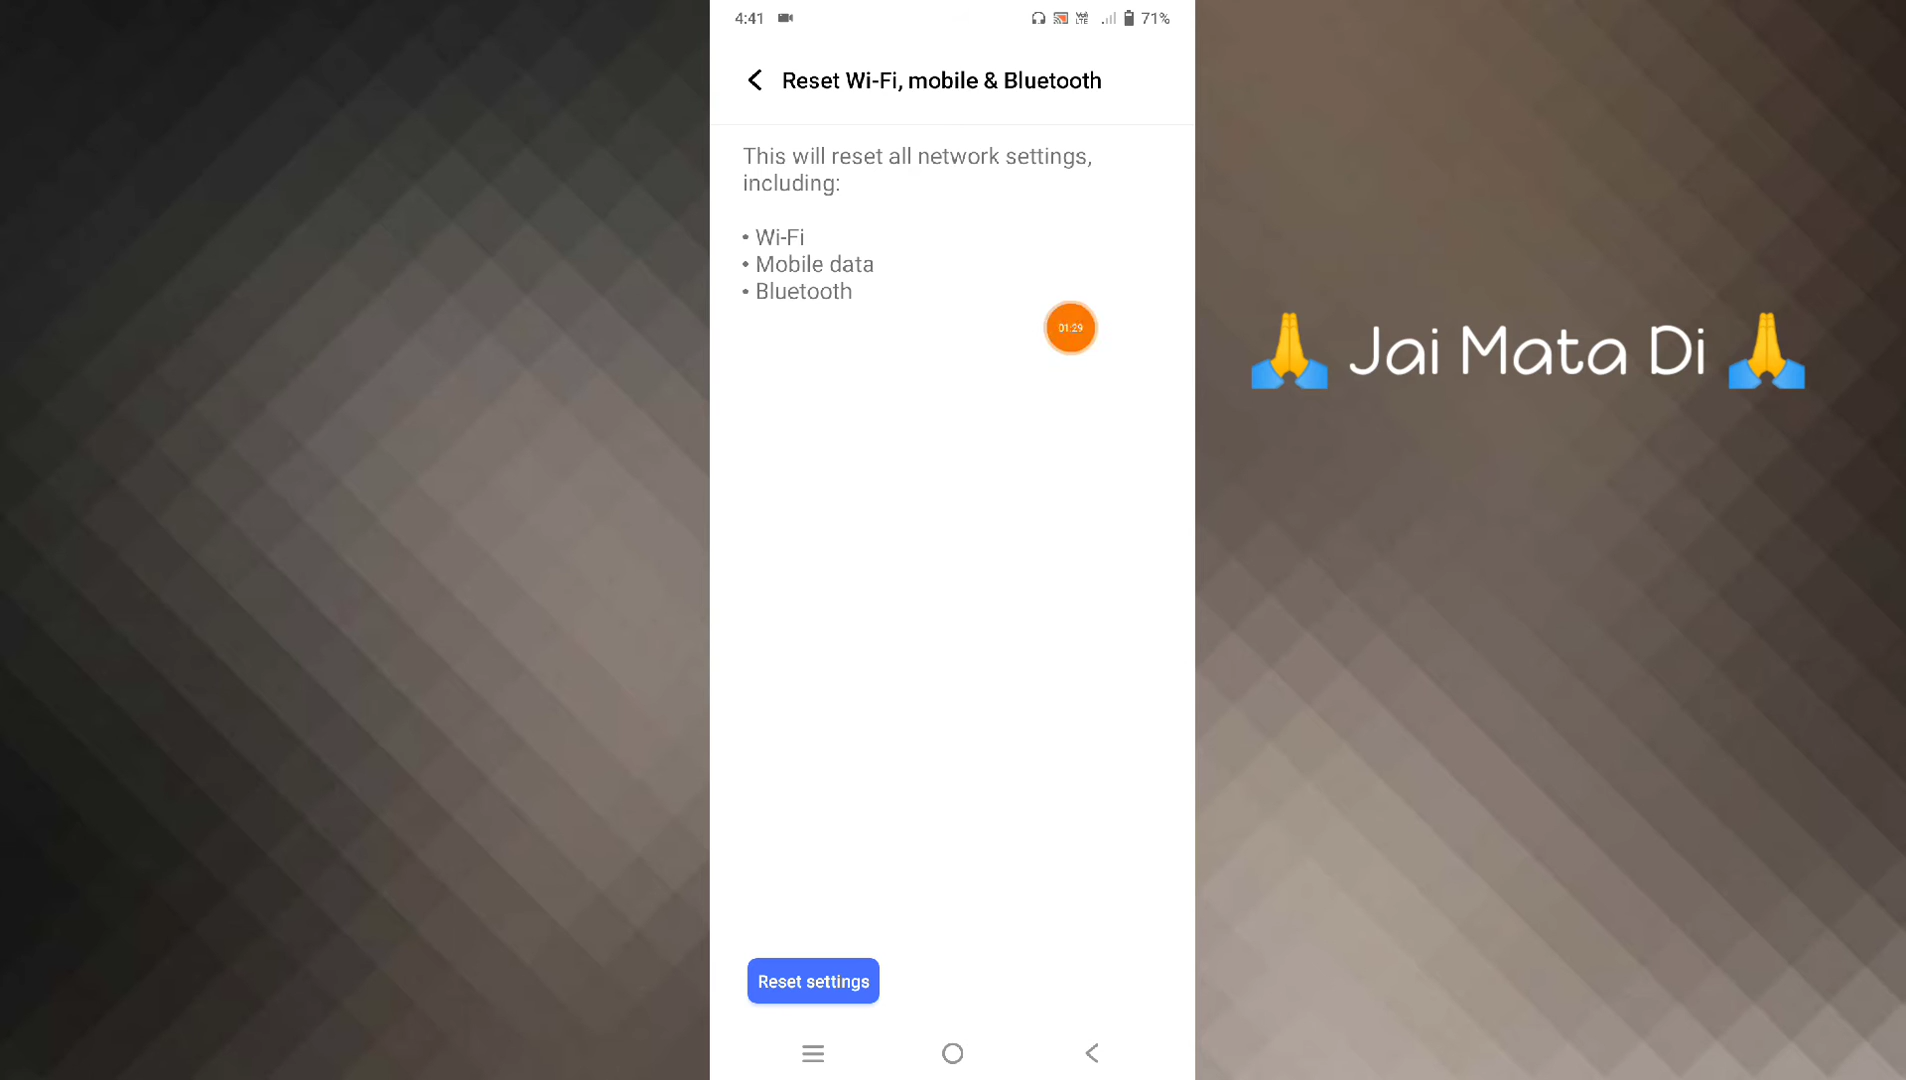 4:41 71%
Reset Wi-Fi, mobile & Bluetooth
This will reset all network settings,
including:
• Wi-Fi
• Mobile data
• Bluetooth
01:29
🙏 Jai Mata Di 🙏
Reset settings